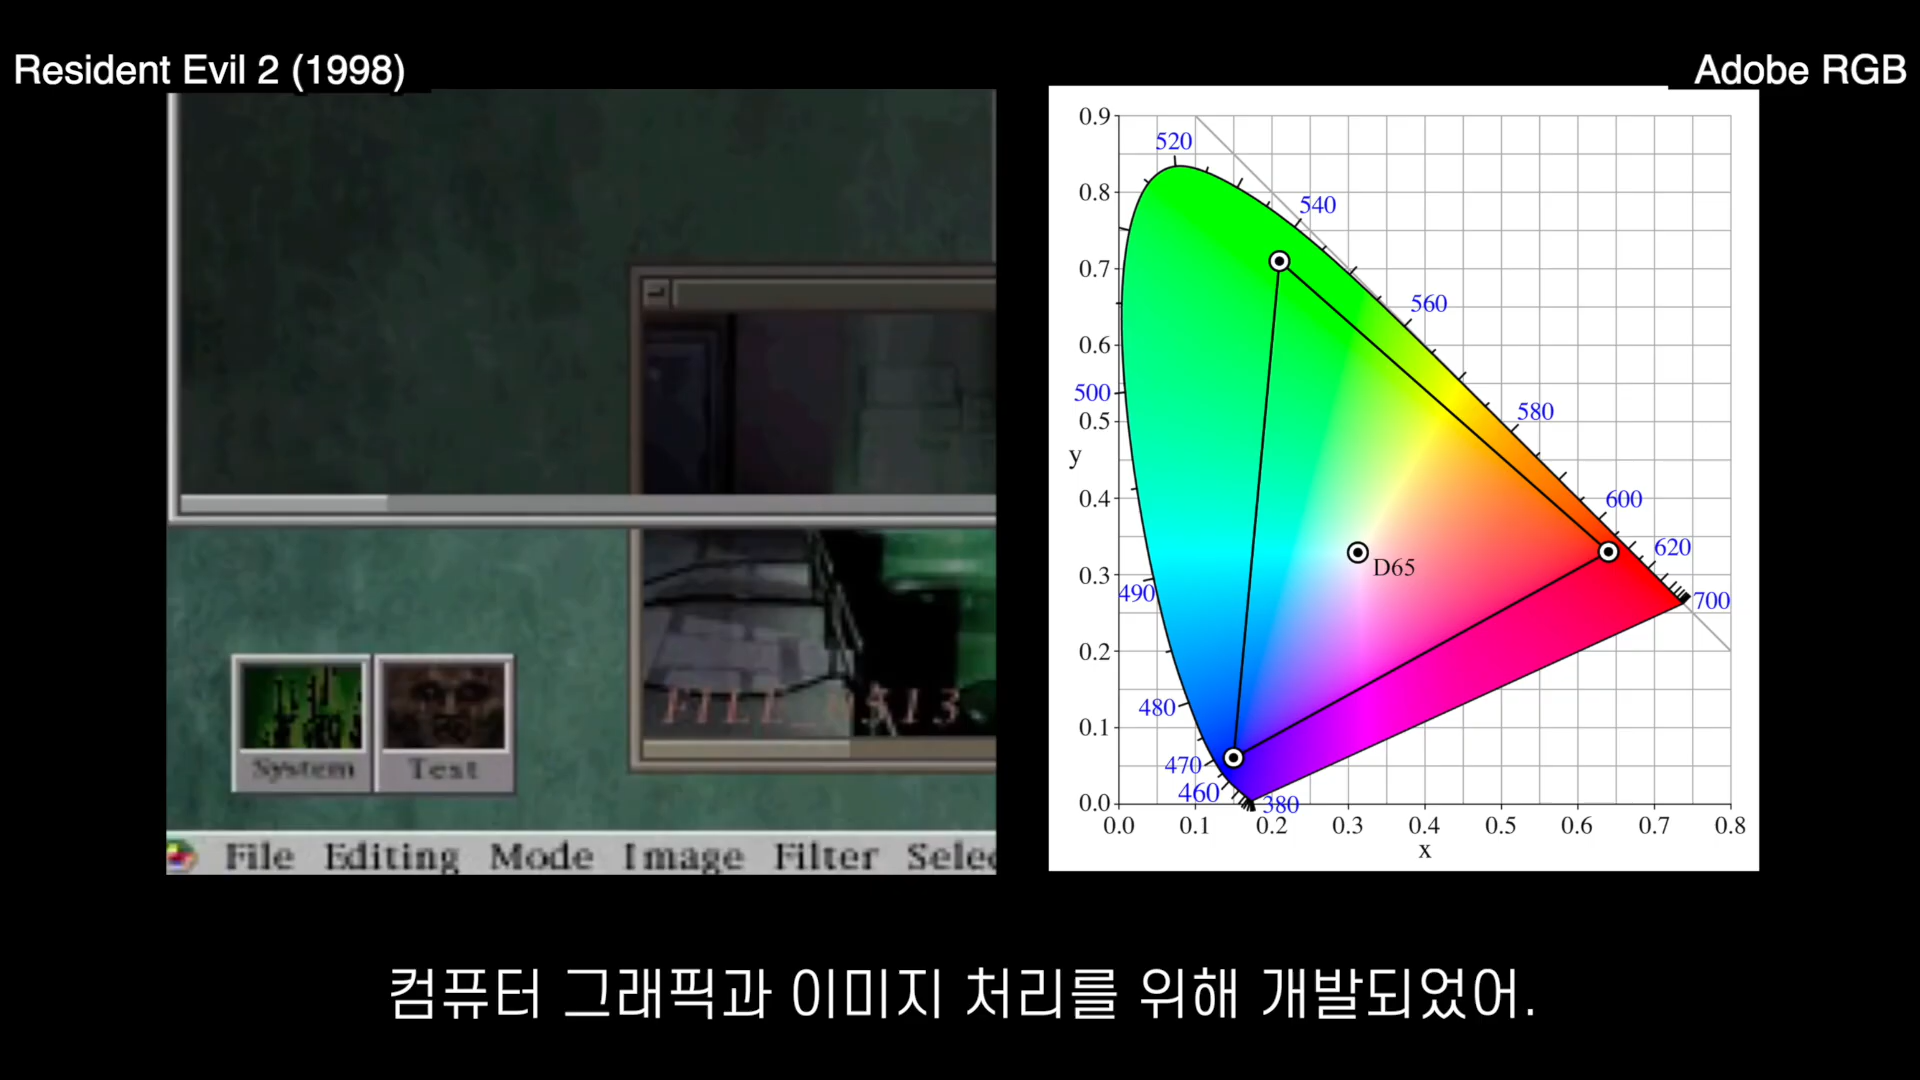 Resident Evil 2 (1998)
Adobe RGB
System
Text
File Editing Mode Image Filter Selec
0.9
0.8
0.7
0.6
0.5
0.4
0.3
0.2
0.1
0.0
y
0.0 0.1 0.2 0.3 0.4 0.5 0.6 0.7 0.8
x
520
540
560
580
600
620
700
500
490
480
470
460
380
D65
컴퓨터 그래픽과 이미지 처리를 위해 개발되었어.